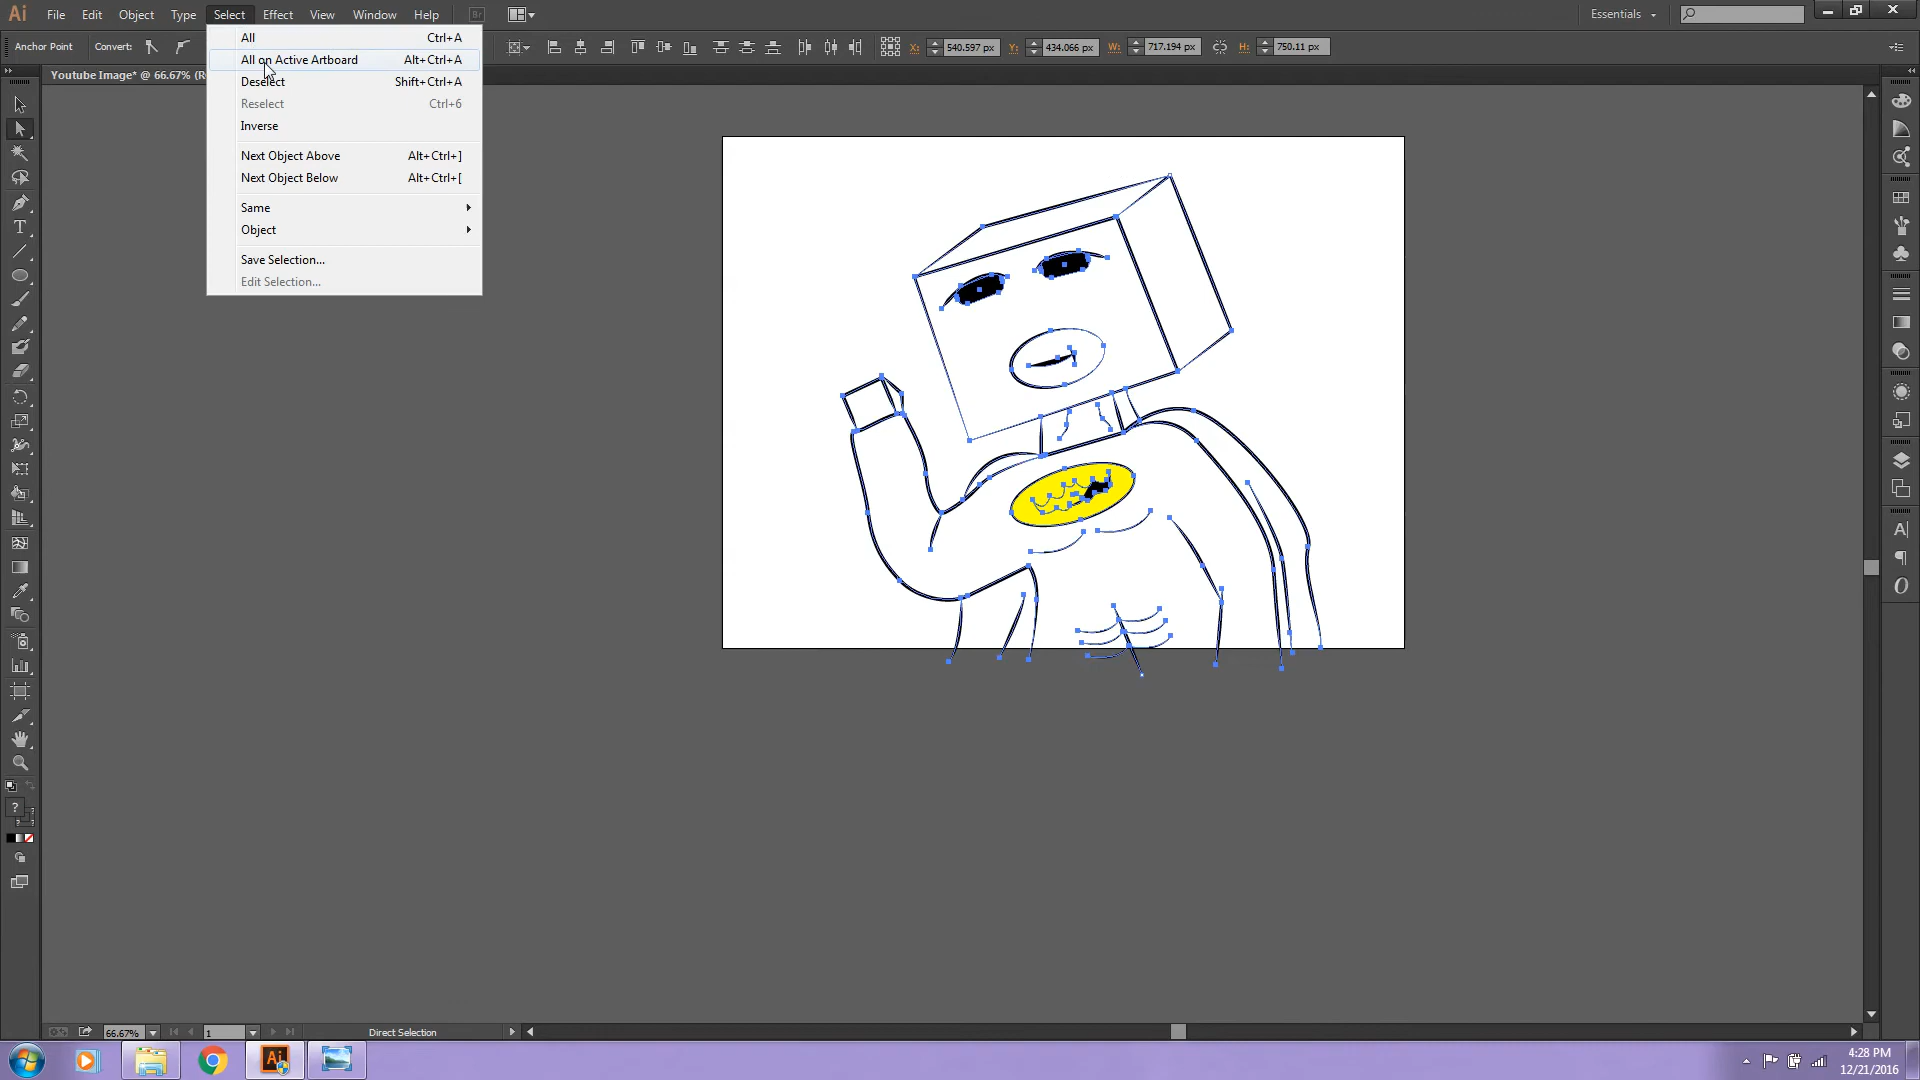 Ai File Edit Object Type Select Effect View Window Help Br Essentials
Anchor Point Convert: X: 540.597 px Y: 434.066 px W: 717.194 px H: 750.11 px
Youtube Image* @ 66.67% (R
All Ctrl+A
All on Active Artboard Alt+Ctrl+A
Deselect Shift+Ctrl+A
Reselect Ctrl+6
Inverse
Next Object Above Alt+Ctrl+]
Next Object Below Alt+Ctrl+[
Same
Object
Save Selection...
Edit Selection...
66.67% 1 Direct Selection
Ai
4:28 PM
12/21/2016